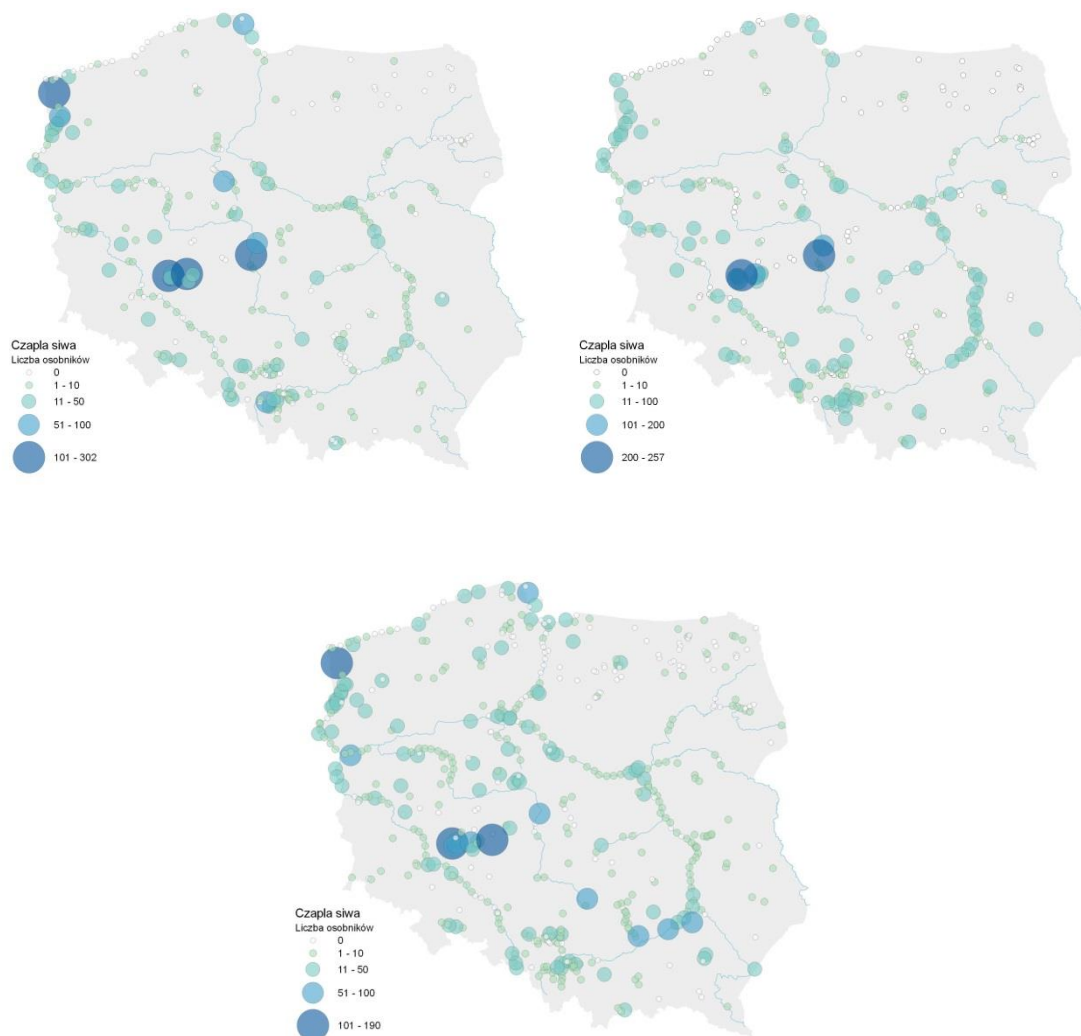 Czapla siwa
Liczba osobników
0
1 - 10
11 - 50
51 - 100
101 - 302
Czapla siwa
Liczba osobników
0
1 - 10
11 - 100
101 - 200
200 - 257
Czapla siwa
Liczba osobników
0
1 - 10
11 - 50
51 - 100
101 - 190